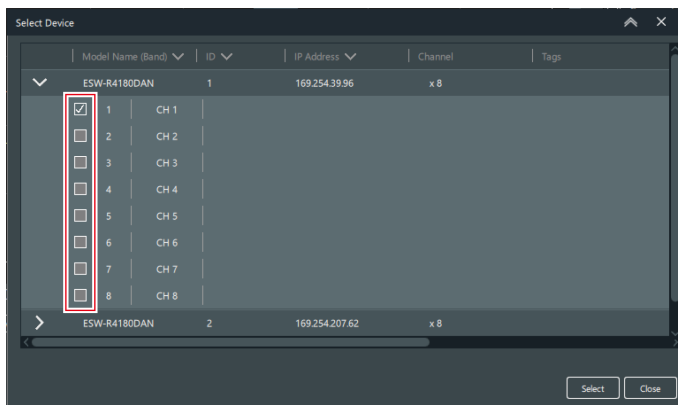 Select Device
Model Name (Band) ID IP Address Channel Tags
ESW-R4180DAN 1 169.254.39.96 x 8
1 CH 1
2 CH 2
3 CH 3
4 CH 4
5 CH 5
6 CH 6
7 CH 7
8 CH 8
ESW-R4180DAN 2 169.254.207.62 x 8
Select Close